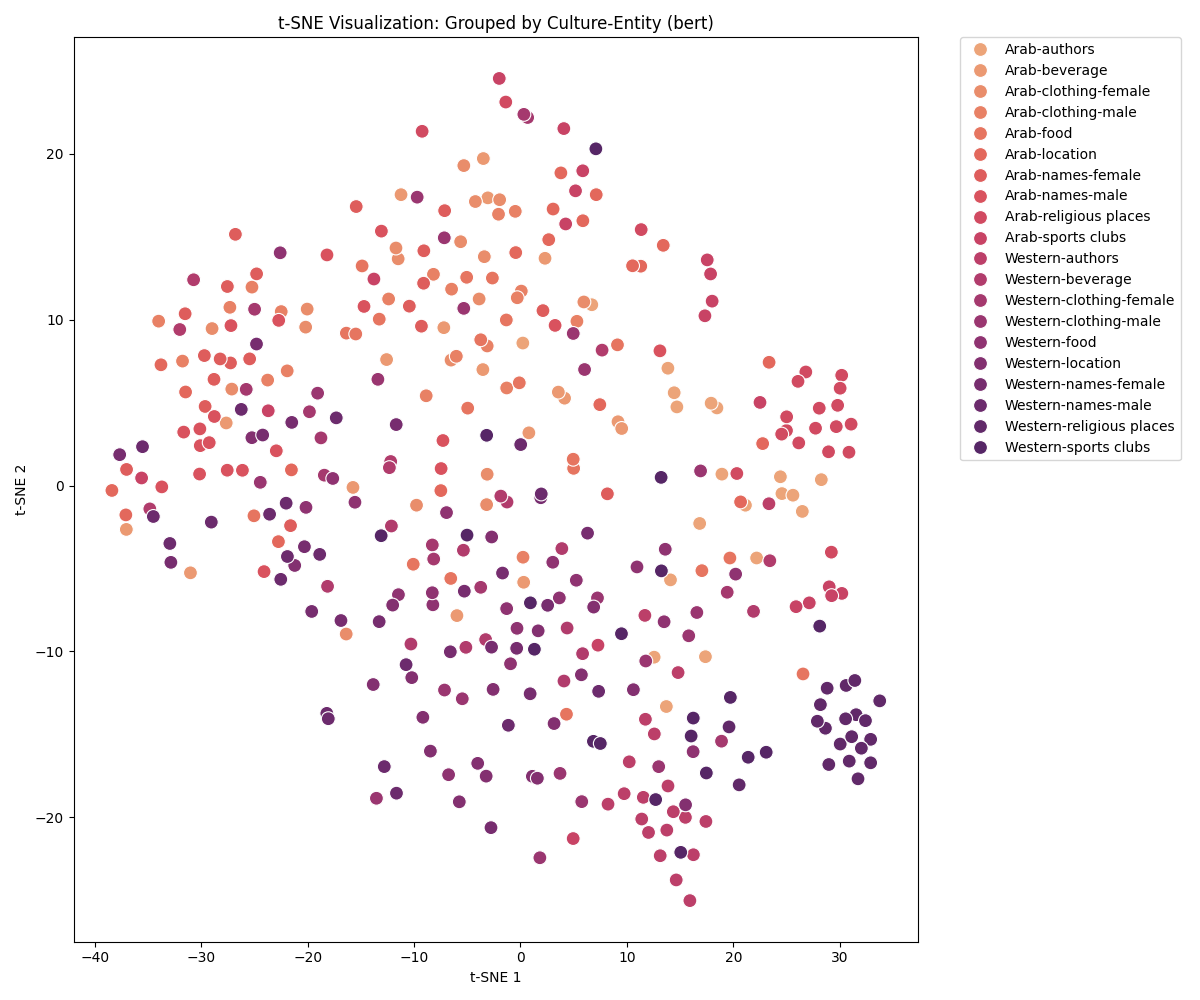 t-SNE Visualization: Grouped by Culture-Entity (bert)
Arab-authors
Arab-beverage
Arab-clothing-female
Arab-clothing-male
Arab-food
Arab-location
Arab-names-female
Arab-names-male
Arab-religious places
Arab-sports clubs
Western-authors
Western-beverage
Western-clothing-female
Western-clothing-male
Western-food
Western-location
Western-names-female
Western-names-male
Western-religious places
Western-sports clubs
t-SNE 2
20
10
0
−10
−20
−40 −30 −20 −10 0 10 20 30
t-SNE 1